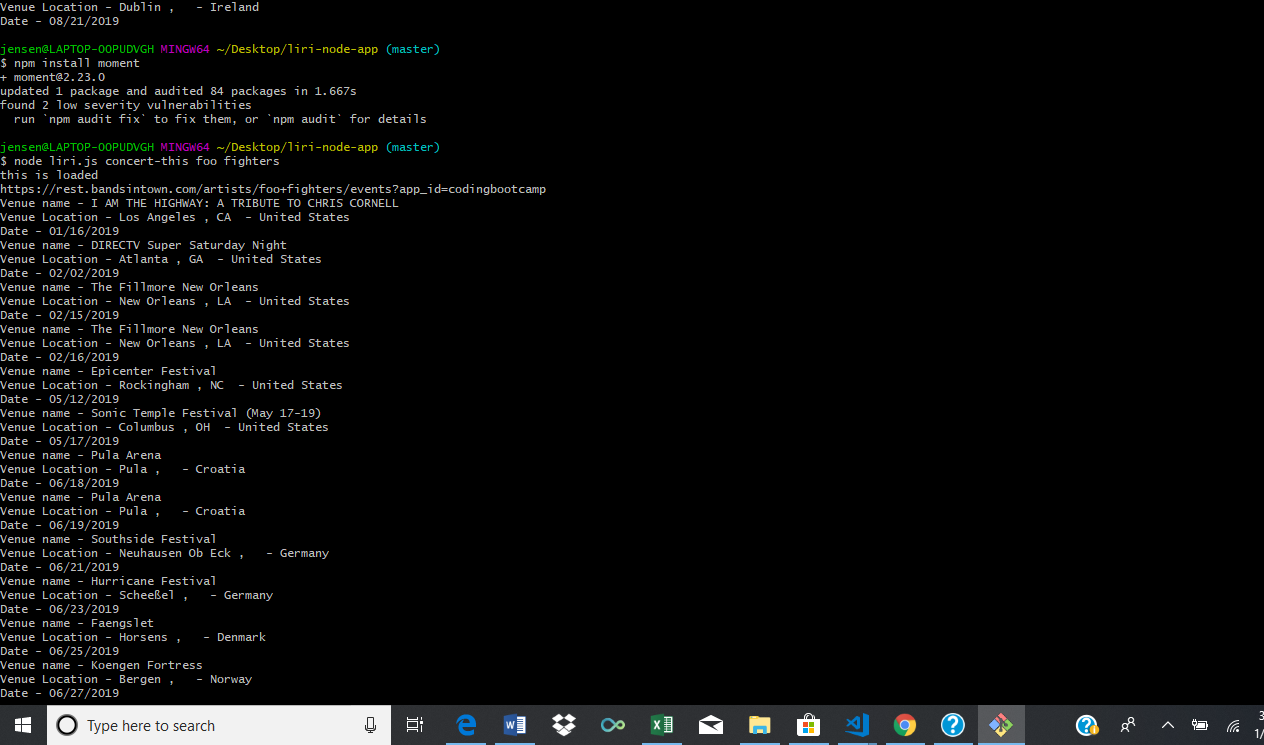 Venue Location - Dublin ,   - Ireland
Date - 08/21/2019
jensen@LAPTOP-OOPUDVGH MINGW64 ~/Desktop/liri-node-app (master)
$ npm install moment
+ moment@2.23.0
updated 1 package and audited 84 packages in 1.667s
found 2 low severity vulnerabilities
  run `npm audit fix` to fix them, or `npm audit` for details
jensen@LAPTOP-OOPUDVGH MINGW64 ~/Desktop/liri-node-app (master)
$ node liri.js concert-this foo fighters
this is loaded
https://rest.bandsintown.com/artists/foo+fighters/events?app_id=codingbootcamp
Venue name - I AM THE HIGHWAY: A TRIBUTE TO CHRIS CORNELL
Venue Location - Los Angeles , CA  - United States
Date - 01/16/2019
Venue name - DIRECTV Super Saturday Night
Venue Location - Atlanta , GA  - United States
Date - 02/02/2019
Venue name - The Fillmore New Orleans
Venue Location - New Orleans , LA  - United States
Date - 02/15/2019
Venue name - The Fillmore New Orleans
Venue Location - New Orleans , LA  - United States
Date - 02/16/2019
Venue name - Epicenter Festival
Venue Location - Rockingham , NC  - United States
Date - 05/12/2019
Venue name - Sonic Temple Festival (May 17-19)
Venue Location - Columbus , OH  - United States
Date - 05/17/2019
Venue name - Pula Arena
Venue Location - Pula ,   - Croatia
Date - 06/18/2019
Venue name - Pula Arena
Venue Location - Pula ,   - Croatia
Date - 06/19/2019
Venue name - Southside Festival
Venue Location - Neuhausen Ob Eck ,   - Germany
Date - 06/21/2019
Venue name - Hurricane Festival
Venue Location - Scheeßel ,   - Germany
Date - 06/23/2019
Venue name - Faengslet
Venue Location - Horsens ,   - Denmark
Date - 06/25/2019
Venue name - Koengen Fortress
Venue Location - Bergen ,   - Norway
Date - 06/27/2019
Type here to search